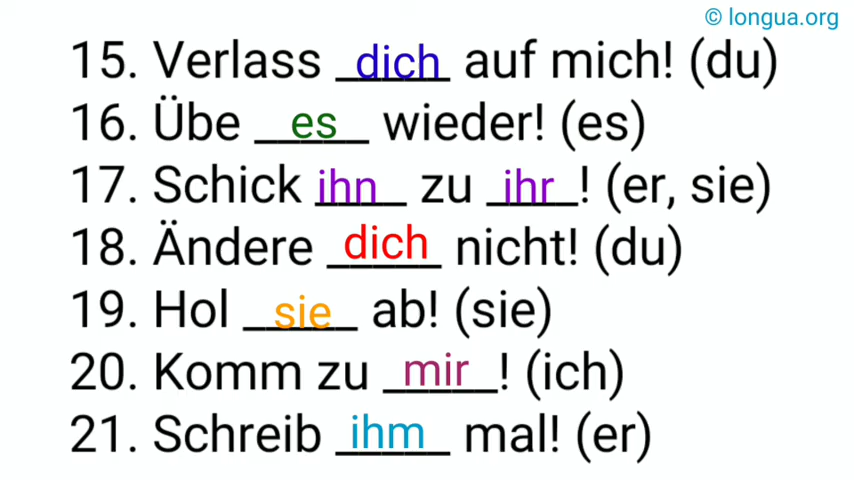 © longua.org
15. Verlass dich auf mich! (du)
16. Übe es wieder! (es)
17. Schick ihn zu ihr! (er, sie)
18. Ändere dich nicht! (du)
19. Hol sie ab! (sie)
20. Komm zu mir! (ich)
21. Schreib ihm mal! (er)